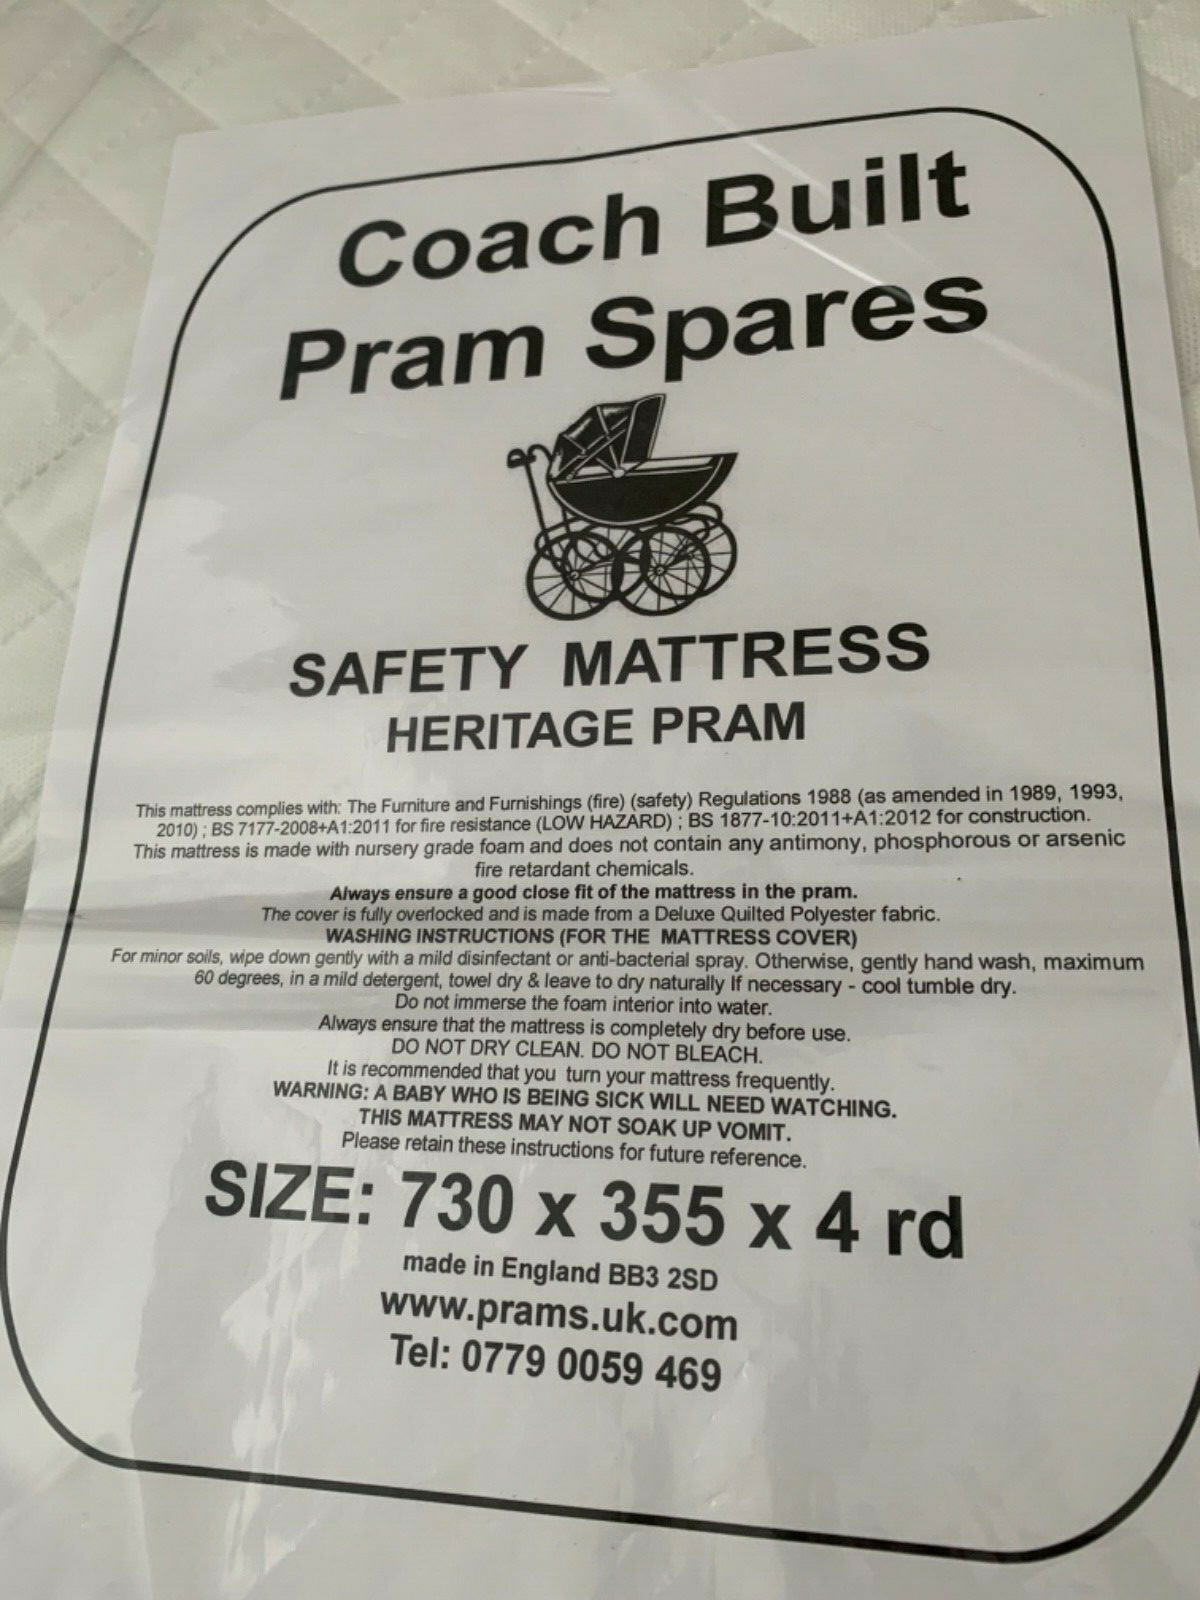 Coach Built
Pram Spares
SAFETY MATTRESS
HERITAGE PRAM
This mattress complies with: The Furniture and Furnishings (fire) (safety) Regulations 1988 (as amended in 1989, 1993,
2010) ; BS 7177-2008+A1:2011 for fire resistance (LOW HAZARD) ; BS 1877-10:2011+A1:2012 for construction.
This mattress is made with nursery grade foam and does not contain any antimony, phosphorous or arsenic
fire retardant chemicals.
Always ensure a good close fit of the mattress in the pram.
The cover is fully overlocked and is made from a Deluxe Quilted Polyester fabric.
WASHING INSTRUCTIONS (FOR THE MATTRESS COVER)
For minor soils, wipe down gently with a mild disinfectant or anti-bacterial spray. Otherwise, gently hand wash, maximum
60 degrees, in a mild detergent, towel dry & leave to dry naturally If necessary - cool tumble dry.
Do not immerse the foam interior into water.
Always ensure that the mattress is completely dry before use.
DO NOT DRY CLEAN. DO NOT BLEACH.
It is recommended that you turn your mattress frequently.
WARNING: A BABY WHO IS BEING SICK WILL NEED WATCHING.
THIS MATTRESS MAY NOT SOAK UP VOMIT.
Please retain these instructions for future reference.
SIZE: 730 x 355 x 4 rd
made in England BB3 2SD
www.prams.uk.com
Tel: 0779 0059 469